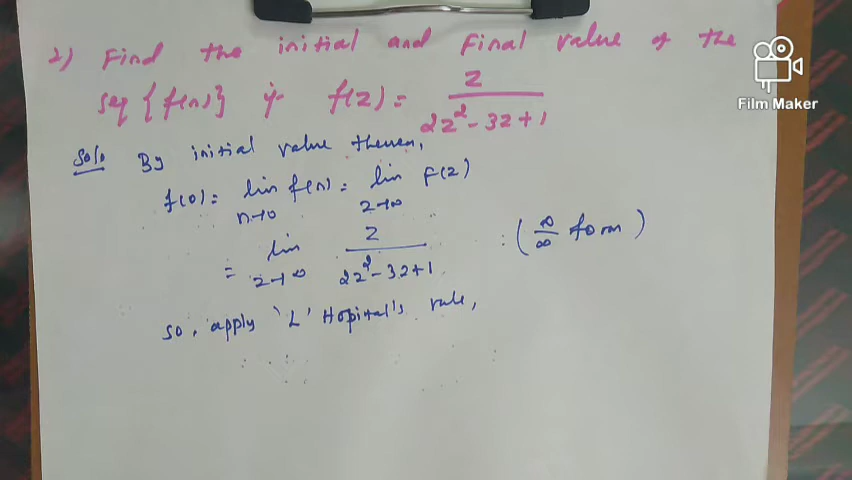 2) Find the initial and final value of the
seq {f(n)} if f(z) = z / 2z² - 3z + 1
Film Maker
Soln By initial value theorem,
f(0) = lim n→0 f(n) = lim z→∞ F(z)
= lim z→∞ z / 2z² - 3z + 1 : (∞/∞ form)
so, apply 'L' Hopital's rule,